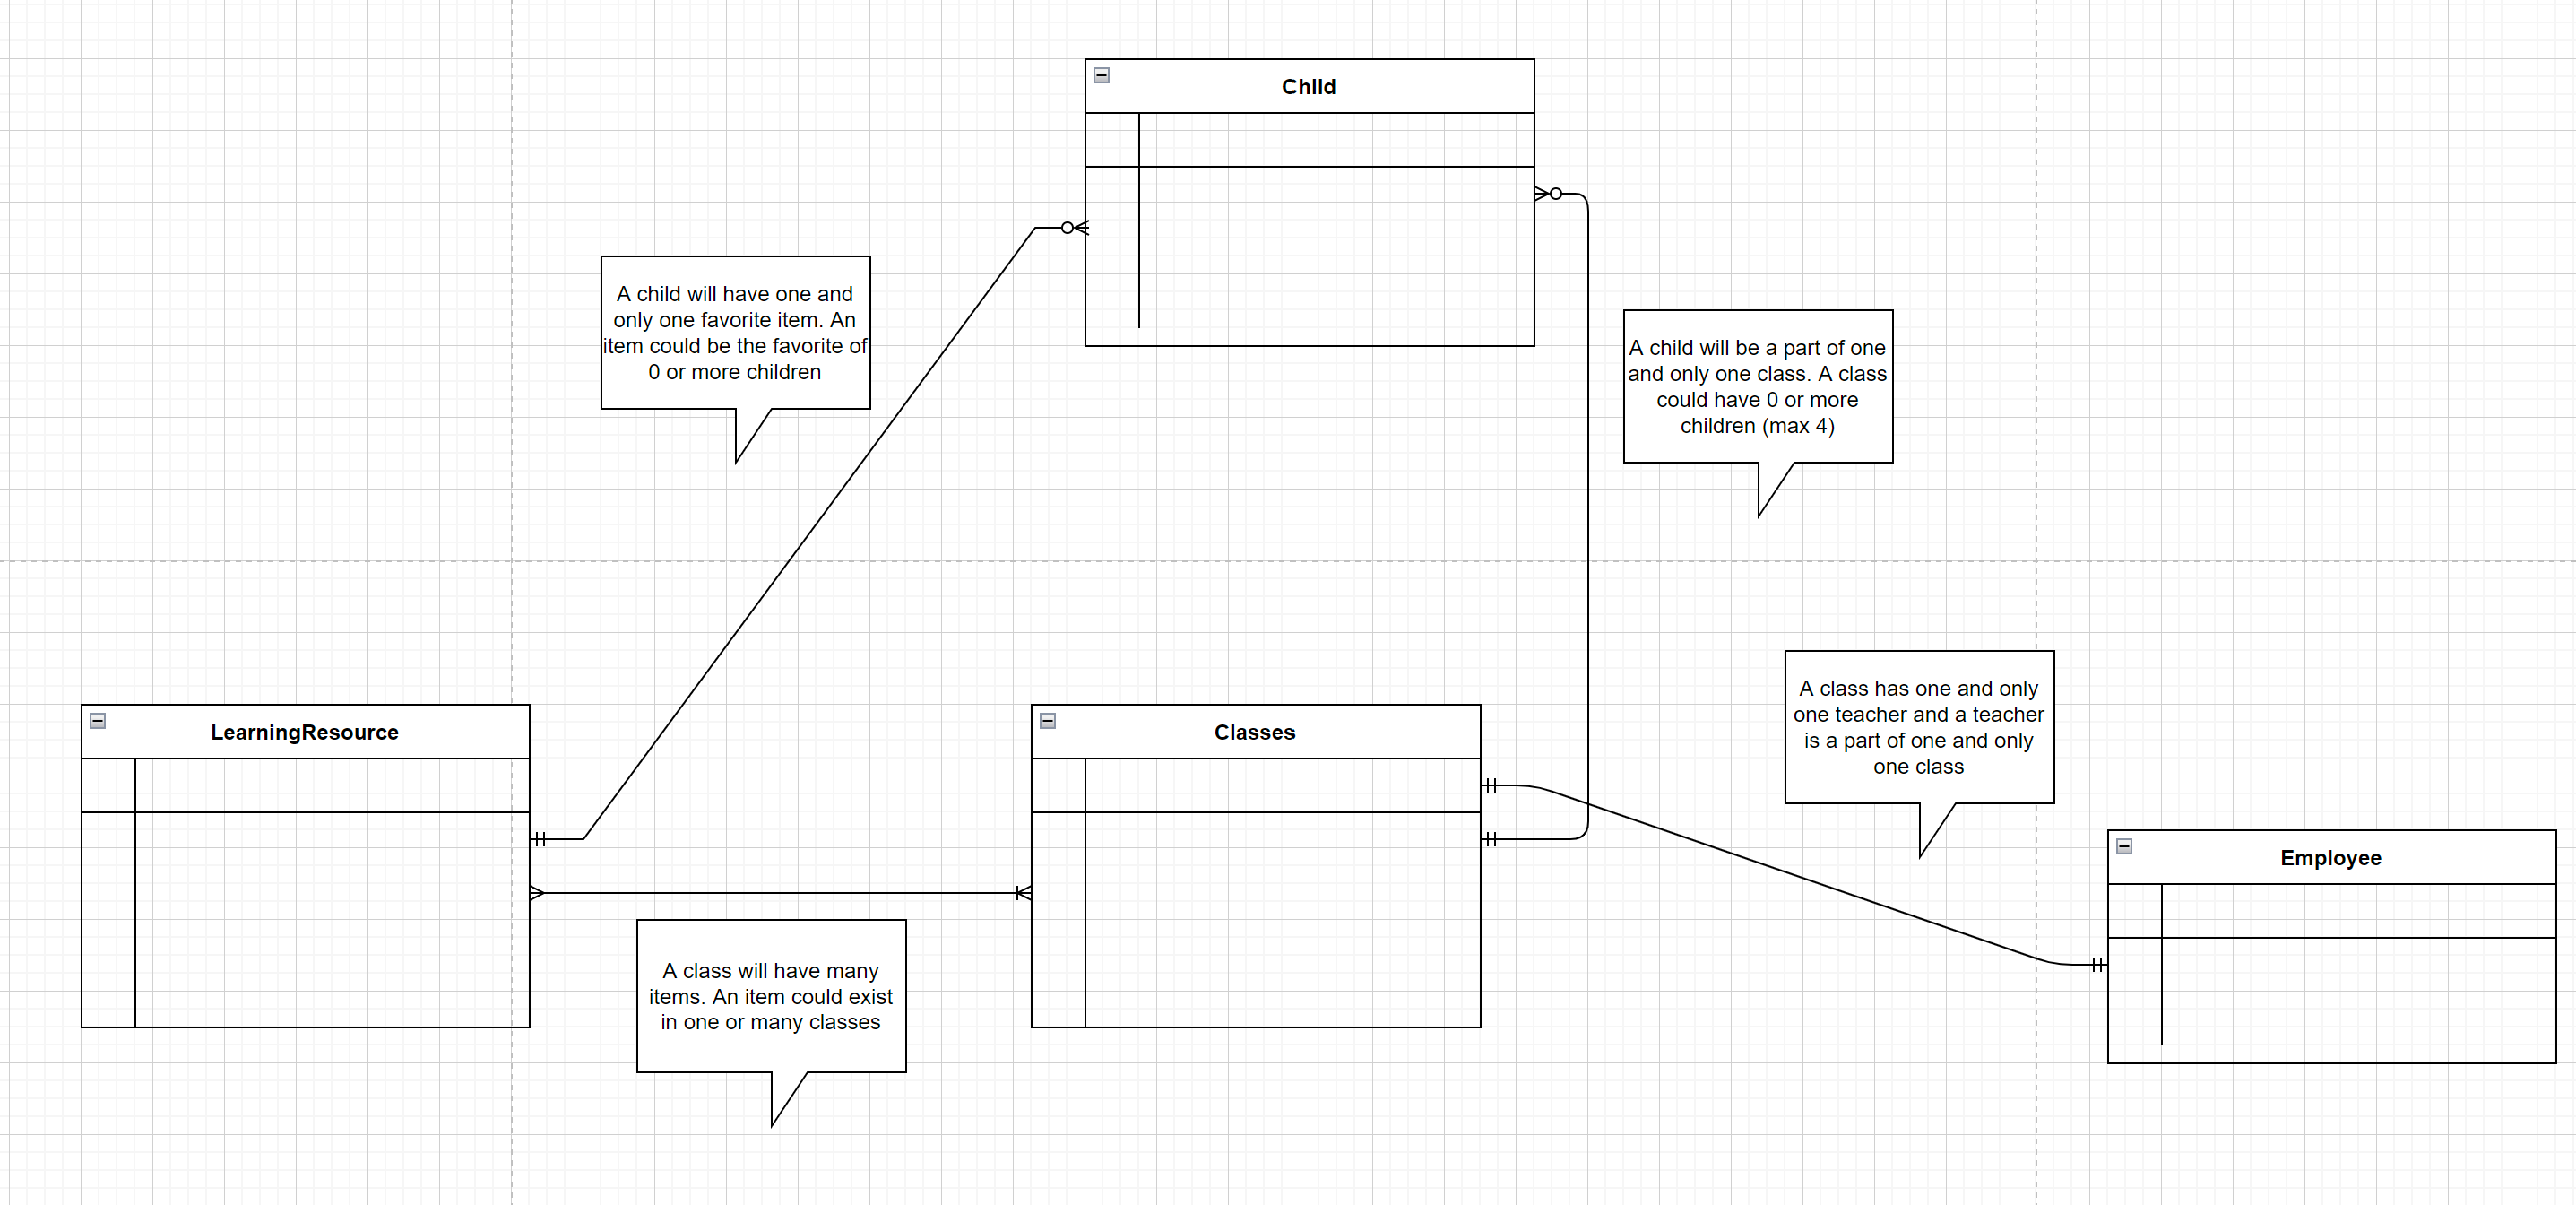 Child
A child will have one and
only one favorite item. An
item could be the favorite of
0 or more children
A child will be a part of one
and only one class. A class
could have 0 or more
children (max 4)
LearningResource
Classes
A class has one and only
one teacher and a teacher
is a part of one and only
one class
Employee
A class will have many
items. An item could exist
in one or many classes